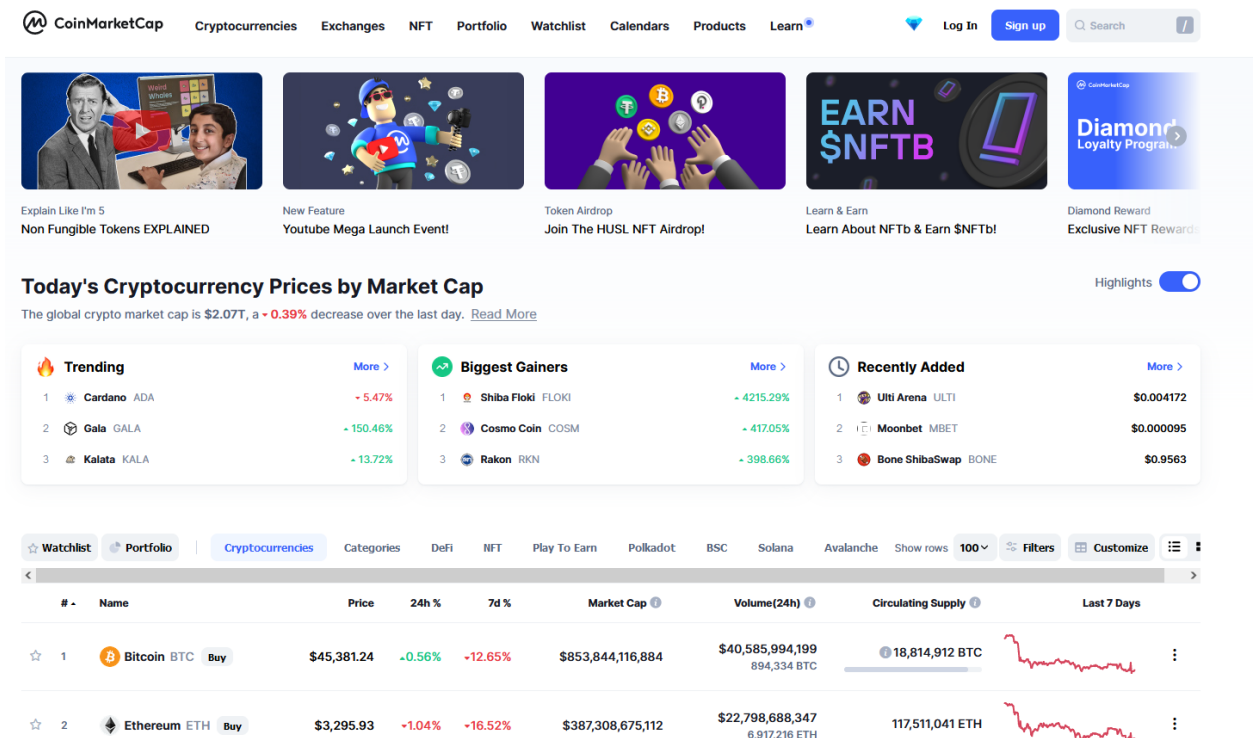 CoinMarketCap
Cryptocurrencies Exchanges NFT Portfolio Watchlist Calendars Products Learn Log In Sign up Search /
Weird
Whales
EARN
$NFTB
CoinMarketCap
Diamond
Loyalty Program
Explain Like I'm 5
Non Fungible Tokens EXPLAINED
New Feature
Youtube Mega Launch Event!
Token Airdrop
Join The HUSL NFT Airdrop!
Learn & Earn
Learn About NFTb & Earn $NFTb!
Diamond Reward
Exclusive NFT Rewards
Today's Cryptocurrency Prices by Market Cap
Highlights
The global crypto market cap is $2.07T, a 0.39% decrease over the last day. Read More
Trending More
1 Cardano ADA 5.47%
2 Gala GALA 150.46%
3 Kalata KALA 13.72%
Biggest Gainers More
1 Shiba Floki FLOKI 4215.29%
2 Cosmo Coin COSM 417.05%
3 Rakon RKN 398.66%
Recently Added More
1 Ulti Arena ULTI $0.004172
2 Moonbet MBET $0.000095
3 Bone ShibaSwap BONE $0.9563
Watchlist Portfolio Cryptocurrencies Categories DeFi NFT Play To Earn Polkadot BSC Solana Avalanche Show rows 100 Filters Customize
# Name Price 24h % 7d % Market Cap Volume(24h) Circulating Supply Last 7 Days
1 Bitcoin BTC Buy $45,381.24 0.56% 12.65% $853,844,116,884 $40,585,994,199 18,814,912 BTC
894,334 BTC
2 Ethereum ETH Buy $3,295.93 1.04% 16.52% $387,308,675,112 $22,798,688,347 117,511,041 ETH
6,917,216 ETH